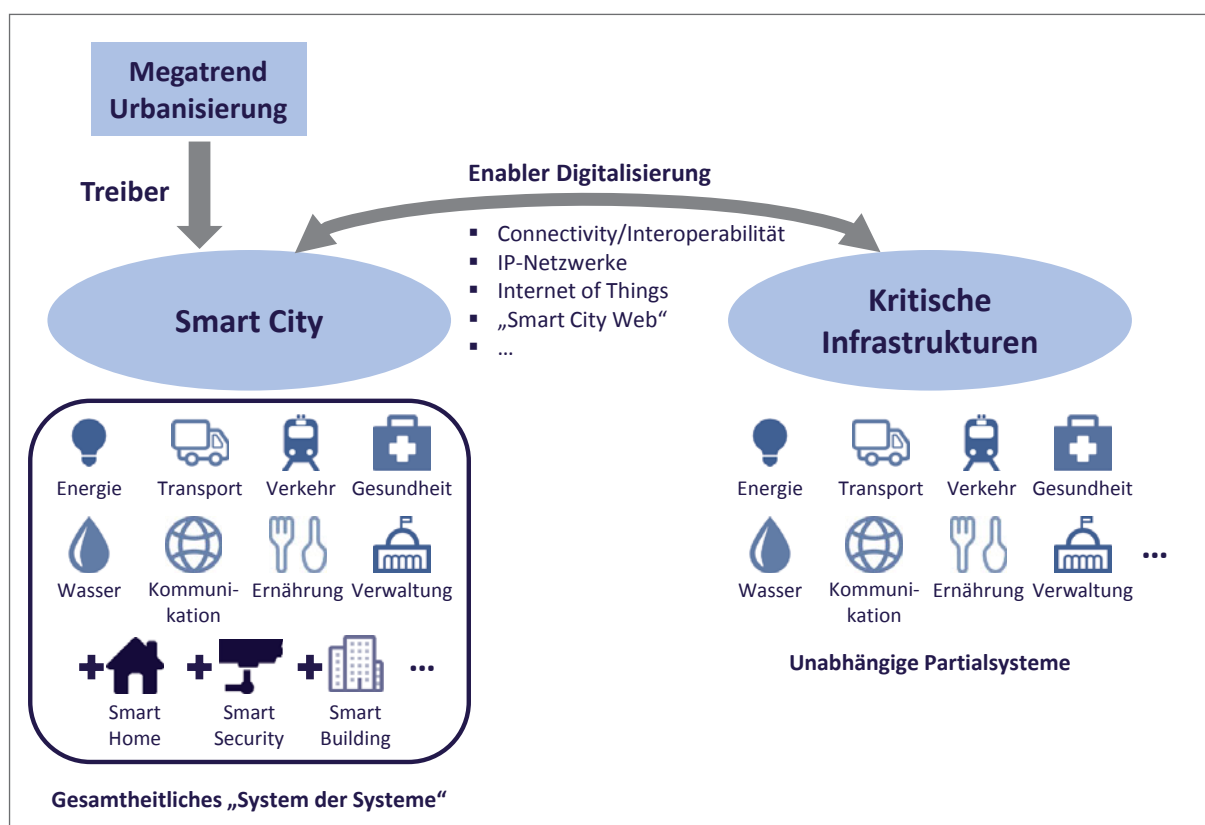 Megatrend
Urbanisierung
Treiber
Enabler Digitalisierung
▪ Connectivity/Interoperabilität
▪ IP-Netzwerke
▪ Internet of Things
▪ „Smart City Web“
▪ ...
Smart City
Kritische
Infrastrukturen
Energie Transport Verkehr Gesundheit
Wasser Kommuni-
kation Ernährung Verwaltung
+ + + ...
Smart
Home
Smart
Security
Smart
Building
Gesamtheitliches „System der Systeme“
Energie Transport Verkehr Gesundheit
Wasser Kommuni-
kation Ernährung Verwaltung ...
Unabhängige Partialsysteme